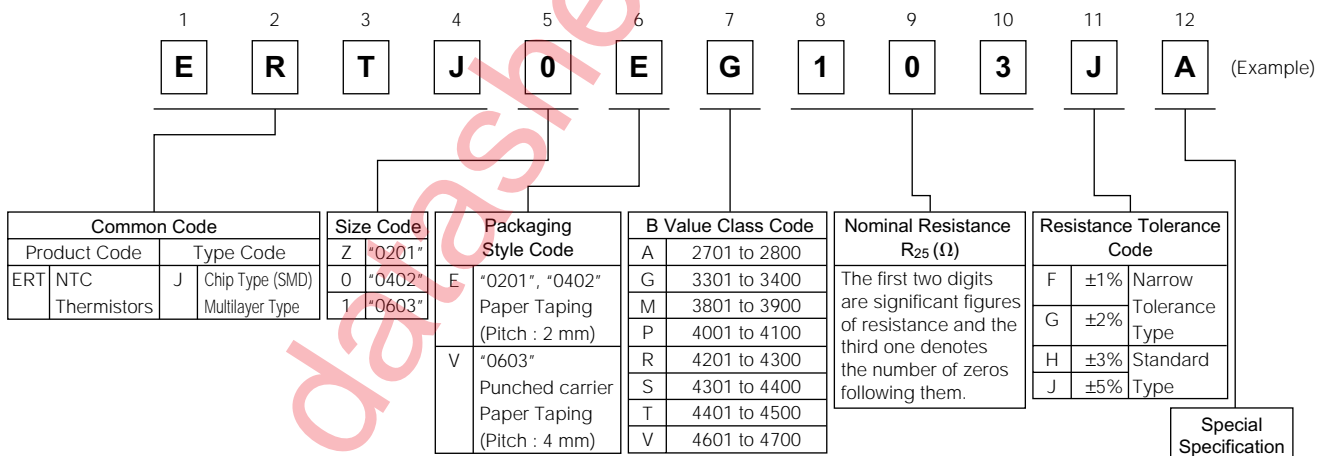 1 2 3 4 5 6 7 8 9 10 11 12
E R T J 0 E G 1 0 3 J A (Example)
Common Code
Product Code Type Code
ERT NTC Thermistors J Chip Type (SMD) Multilayer Type
Size Code
Z "0201"
0 "0402"
1 "0603"
Packaging
Style Code
E "0201", "0402"
Paper Taping
(Pitch : 2 mm)
V "0603"
Punched carrier
Paper Taping
(Pitch : 4 mm)
B Value Class Code
A 2701 to 2800
G 3301 to 3400
M 3801 to 3900
P 4001 to 4100
R 4201 to 4300
S 4301 to 4400
T 4401 to 4500
V 4601 to 4700
Nominal Resistance
R25 (Ω)
The first two digits
are significant figures
of resistance and the
third one denotes
the number of zeros
following them.
Resistance Tolerance
Code
F ±1% Narrow
Tolerance
G ±2%
Type
H ±3% Standard
J ±5% Type
Special
Specification
datashe